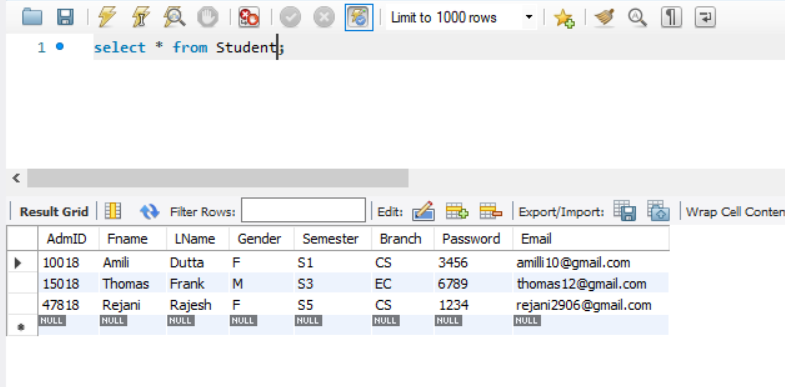 Limit to 1000 rows
1 select * from Student;
Result Grid Filter Rows: Edit: Export/Import: Wrap Cell Conten
AdmID Fname LName Gender Semester Branch Password Email
10018 Amili Dutta F S1 CS 3456 amilli10@gmail.com
15018 Thomas Frank M S3 EC 6789 thomas12@gmail.com
47818 Rejani Rajesh F S5 CS 1234 rejani2906@gmail.com
NULL NULL NULL NULL NULL NULL NULL NULL